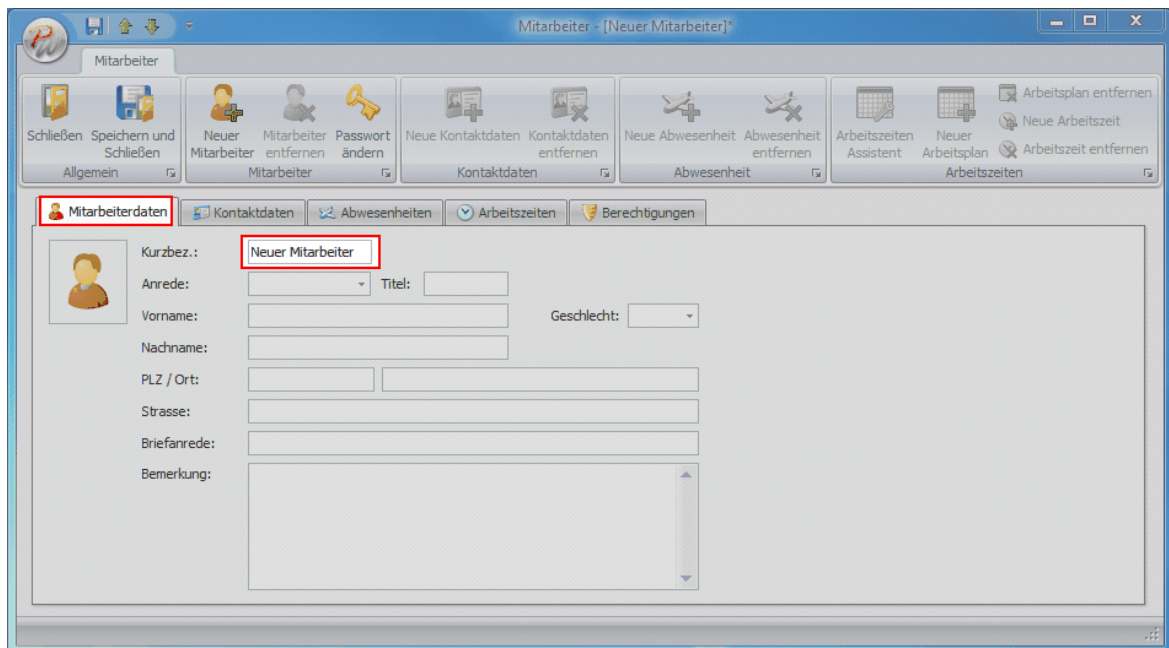 Mitarbeiter - [Neuer Mitarbeiter]*
PW
Mitarbeiter
Schließen
Speichern und
Schließen
Allgemein
Neuer
Mitarbeiter
Mitarbeiter
entfernen
Passwort
ändern
Mitarbeiter
Neue Kontaktdaten
Kontaktdaten
entfernen
Kontaktdaten
Neue Abwesenheit
Abwesenheit
entfernen
Abwesenheit
Arbeitszeiten
Assistent
Neuer
Arbeitsplan
Arbeitsplan entfernen
Neue Arbeitszeit
Arbeitszeit entfernen
Arbeitszeiten
Mitarbeiterdaten
Kontaktdaten
Abwesenheiten
Arbeitszeiten
Berechtigungen
Kurzbez.: Neuer Mitarbeiter
Anrede: Titel:
Vorname: Geschlecht:
Nachname:
PLZ / Ort:
Strasse:
Briefanrede:
Bemerkung: